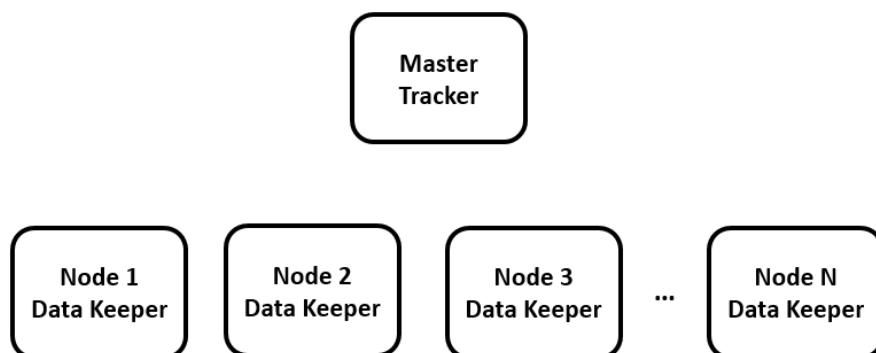 Master
Tracker
Node 1
Data Keeper
Node 2
Data Keeper
Node 3
Data Keeper
...
Node N
Data Keeper